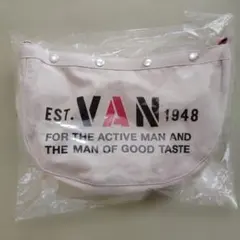 EST. VAN 1948
FOR THE ACTIVE MAN AND
THE MAN OF GOOD TASTE